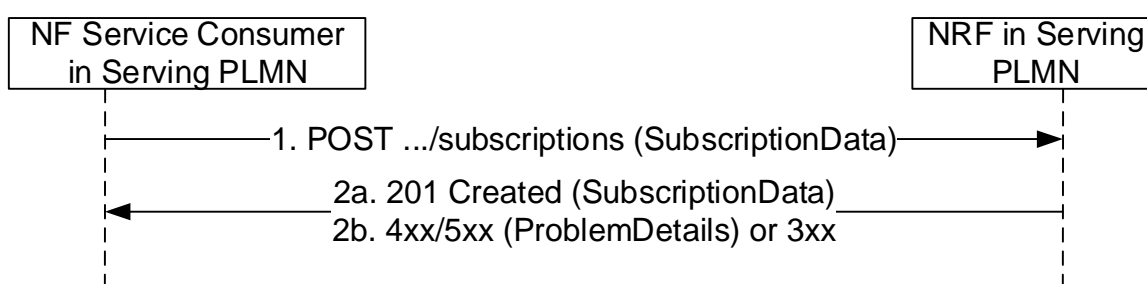 NF Service Consumer
in Serving PLMN
NRF in Serving
PLMN
1. POST .../subscriptions (SubscriptionData)
2a. 201 Created (SubscriptionData)
2b. 4xx/5xx (ProblemDetails) or 3xx